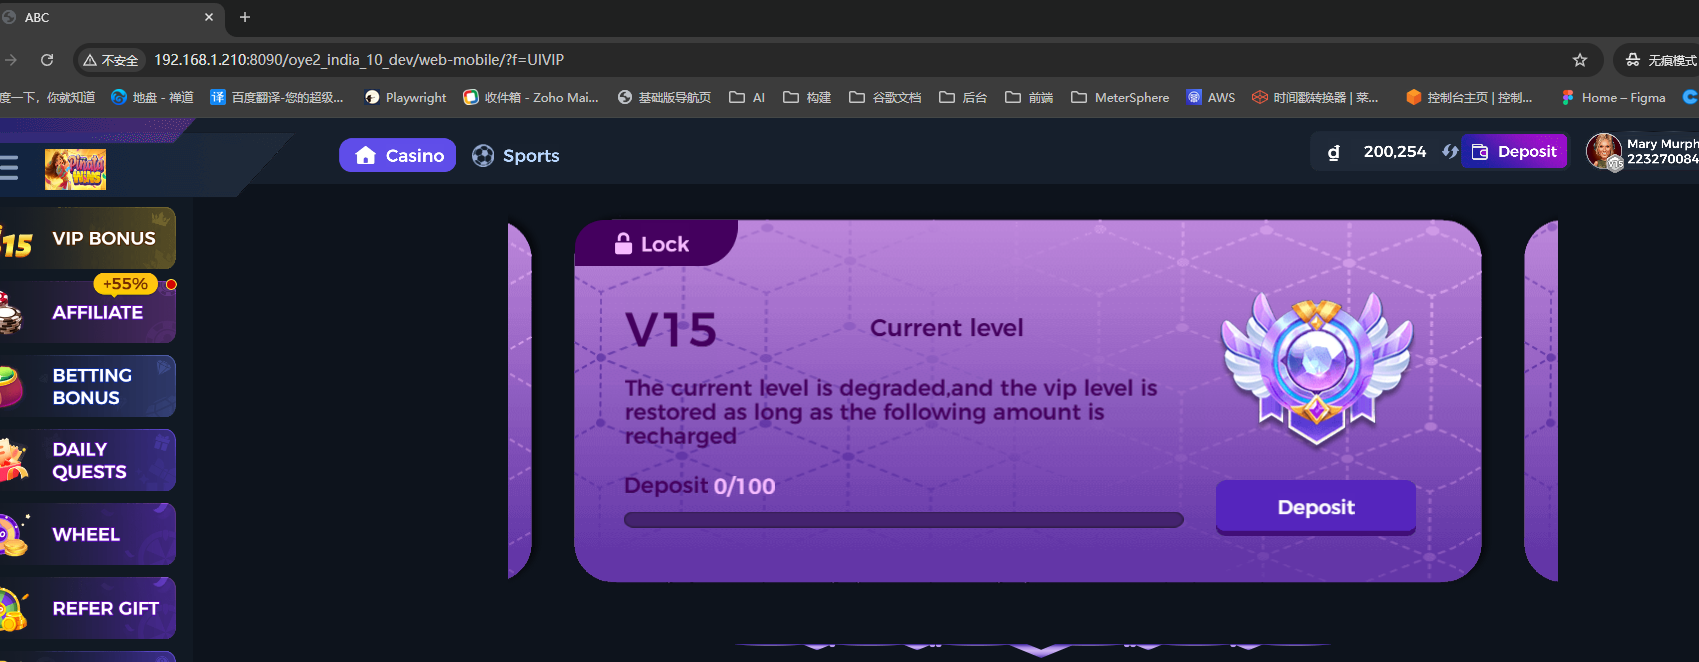 ABC
不安全
192.168.1.210:8090/oye2_india_10_dev/web-mobile/?f=UIVIP
无痕模式
度一下，你就知道
地盘 - 禅道
译
百度翻译-您的超级...
Playwright
收件箱 - Zoho Mai...
基础版导航页
AI
构建
谷歌文档
后台
前端
MeterSphere
AWS
时间戳转换器 | 菜...
控制台主页 | 控制...
Home – Figma
WINS
Casino
Sports
đ
200,254
Deposit
Mary Murph
223270084
V15
15
VIP BONUS
+55%
AFFILIATE
BETTING
BONUS
DAILY
QUESTS
WHEEL
REFER GIFT
Lock
V15
Current level
The current level is degraded,and the vip level is
restored as long as the following amount is
recharged
Deposit 0/100
Deposit